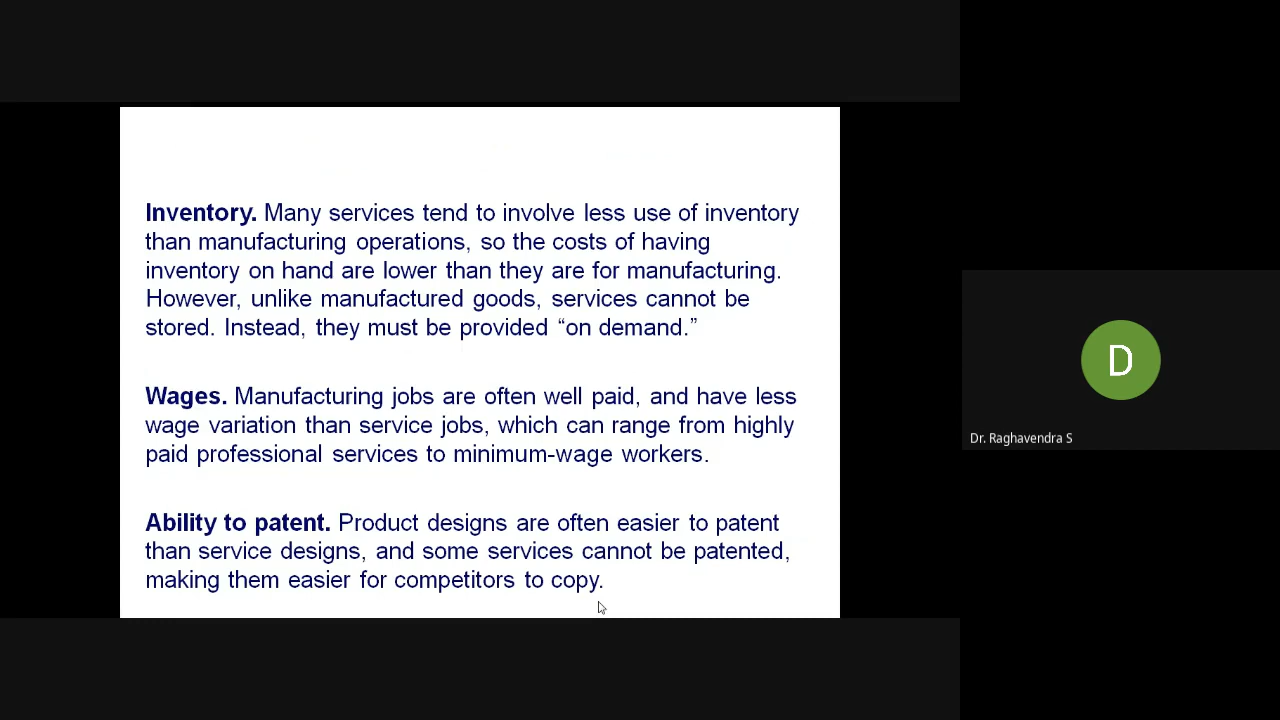 Inventory. Many services tend to involve less use of inventory
than manufacturing operations, so the costs of having
inventory on hand are lower than they are for manufacturing.
However, unlike manufactured goods, services cannot be
stored. Instead, they must be provided “on demand.”
Wages. Manufacturing jobs are often well paid, and have less
wage variation than service jobs, which can range from highly
paid professional services to minimum-wage workers.
Ability to patent. Product designs are often easier to patent
than service designs, and some services cannot be patented,
making them easier for competitors to copy.
D
Dr. Raghavendra S